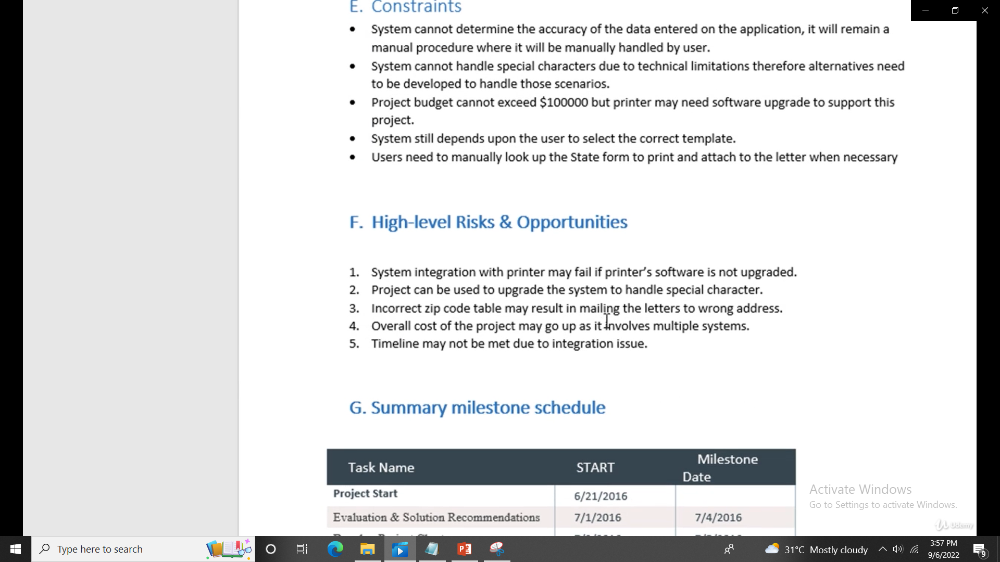 E. Constraints
• System cannot determine the accuracy of the data entered on the application, it will remain a
manual procedure where it will be manually handled by user.
• System cannot handle special characters due to technical limitations therefore alternatives need
to be developed to handle those scenarios.
• Project budget cannot exceed $100000 but printer may need software upgrade to support this
project.
• System still depends upon the user to select the correct template.
• Users need to manually look up the State form to print and attach to the letter when necessary
F. High-level Risks & Opportunities
1. System integration with printer may fail if printer’s software is not upgraded.
2. Project can be used to upgrade the system to handle special character.
3. Incorrect zip code table may result in mailing the letters to wrong address.
4. Overall cost of the project may go up as it involves multiple systems.
5. Timeline may not be met due to integration issue.
G. Summary milestone schedule
Task Name START Milestone
Date
Project Start 6/21/2016
Evaluation & Solution Recommendations 7/1/2016 7/4/2016
Activate Windows
Go to Settings to activate Windows.
Udemy
Type here to search
31°C Mostly cloudy
3:57 PM
9/6/2022
9